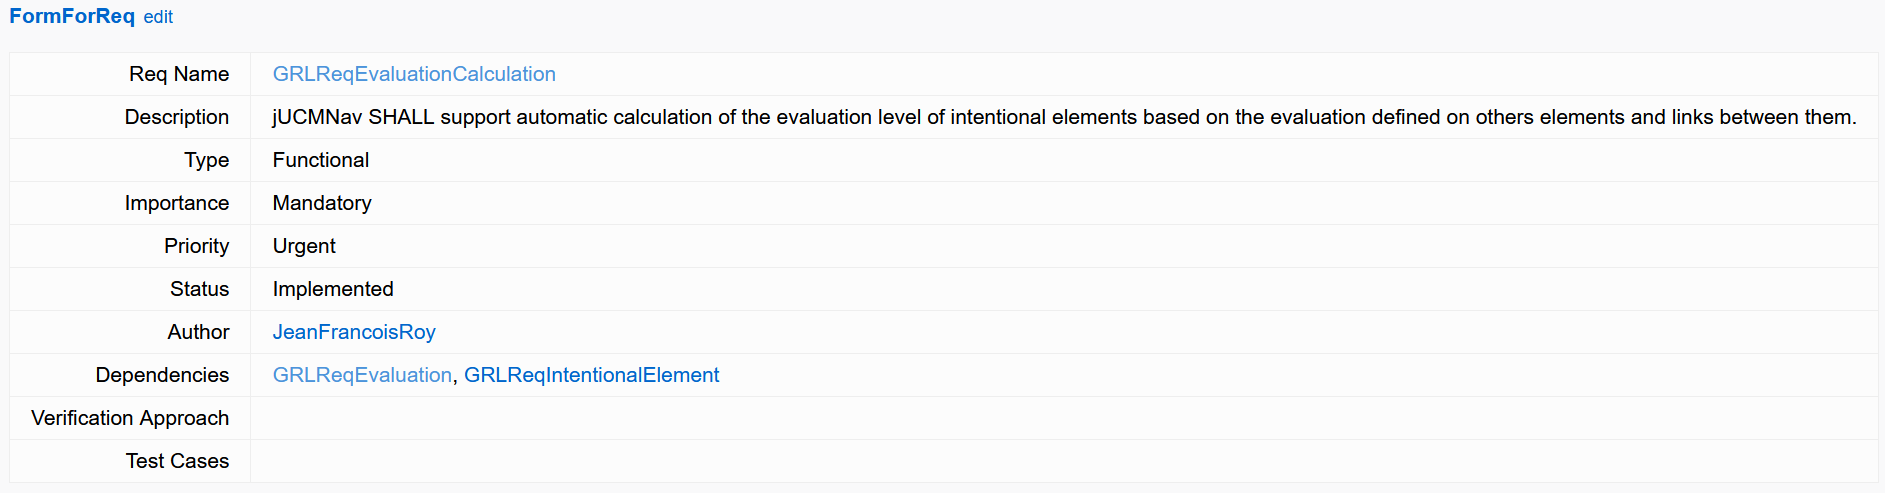 FormForReq edit
Req Name GRLReqEvaluationCalculation
Description jUCMNav SHALL support automatic calculation of the evaluation level of intentional elements based on the evaluation defined on others elements and links between them.
Type Functional
Importance Mandatory
Priority Urgent
Status Implemented
Author JeanFrancoisRoy
Dependencies GRLReqEvaluation, GRLReqIntentionalElement
Verification Approach
Test Cases